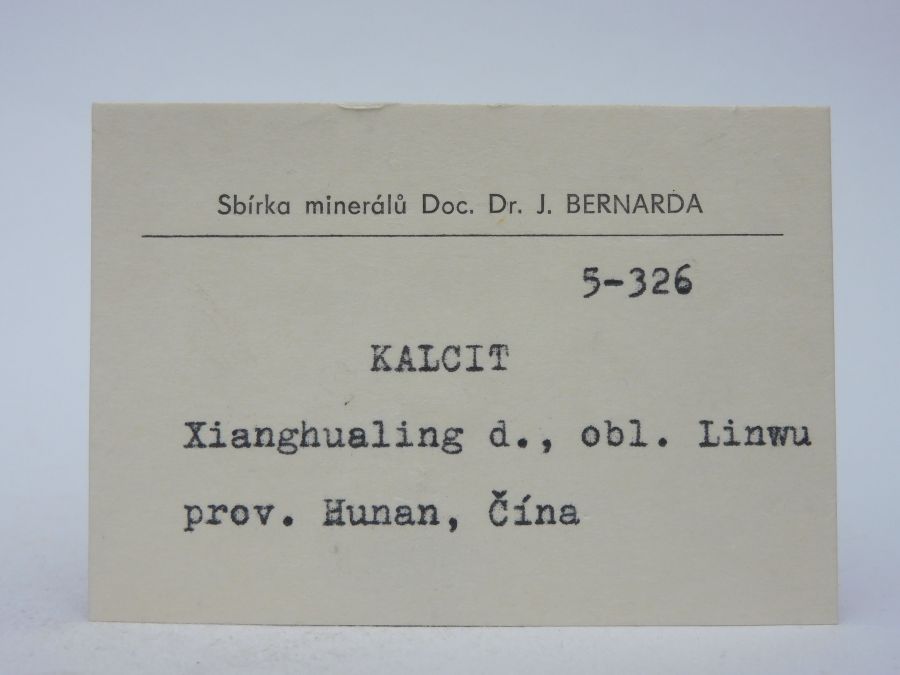 Sbírka minerálů Doc. Dr. J. BERNARDA
5-326
KALCIT
Xianghualing d., obl. Linwu
prov. Hunan, Čína